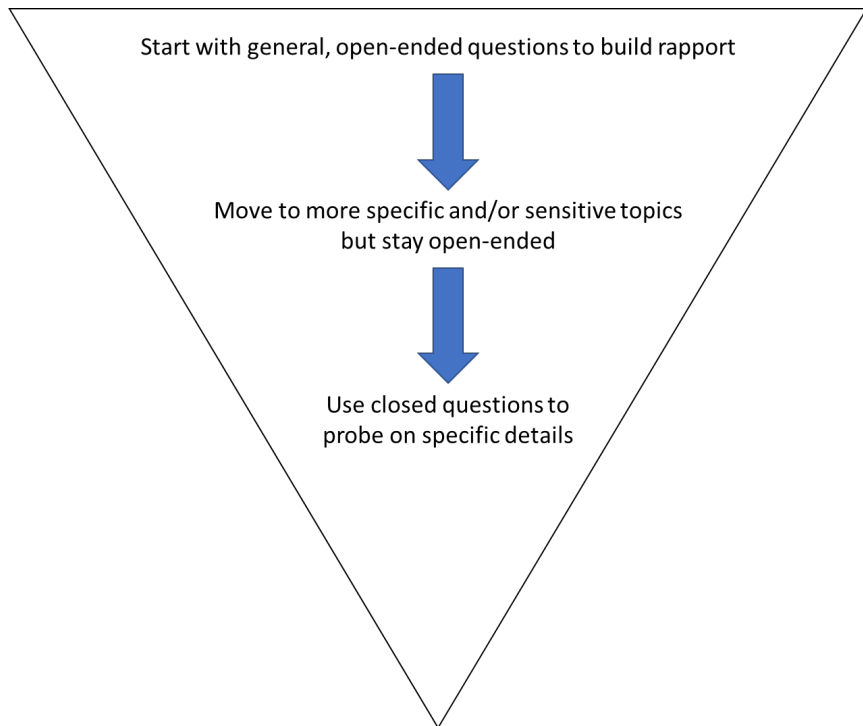 Start with general, open-ended questions to build rapport
Move to more specific and/or sensitive topics
but stay open-ended
Use closed questions to
probe on specific details